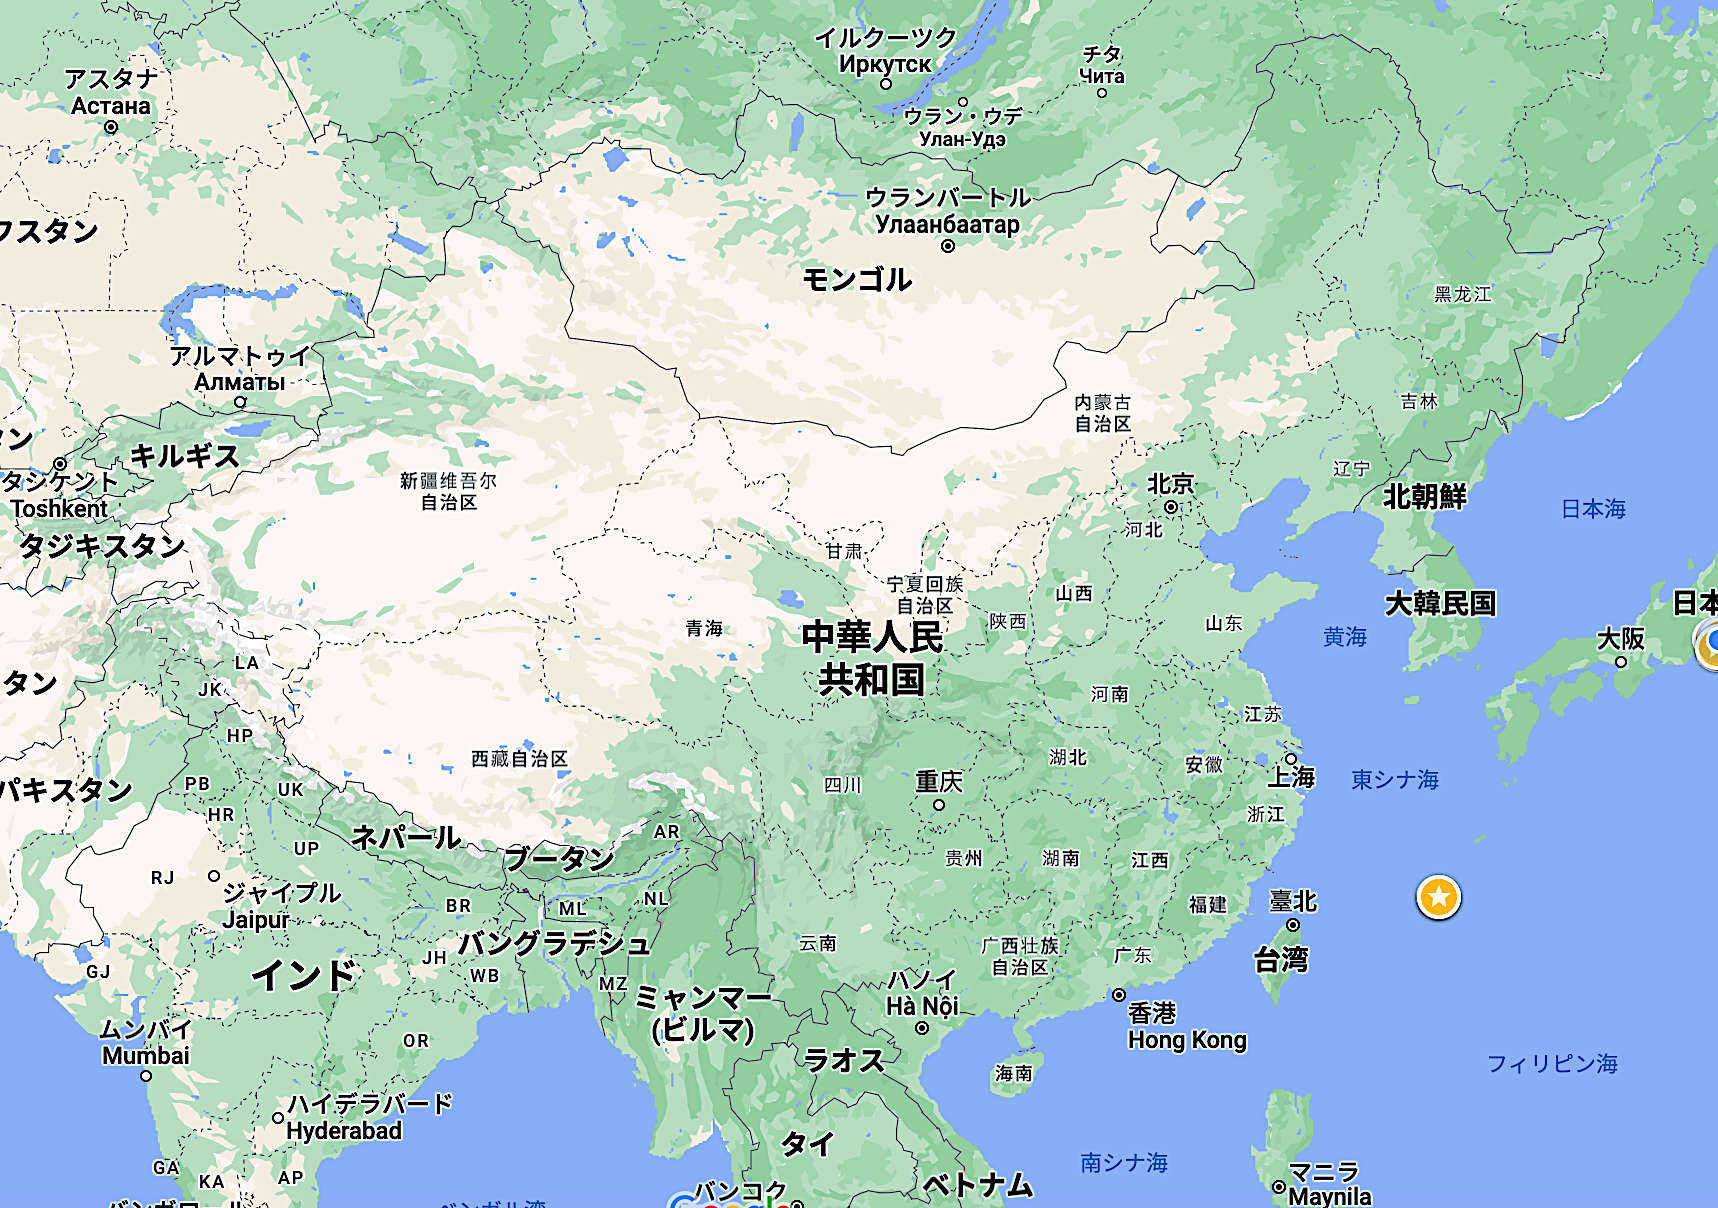 イルクーツク
Иркутск
チタ
Чита
アスタナ
Астана
ウラン・ウデ
Улан-Удэ
ウランバートル
Улаанбаатар
フスタン
モンゴル
黑龙江
アルマトゥイ
Алматы
内蒙古
自治区
吉林
キルギス
辽宁
タシケント
Toshkent
新疆维吾尔
自治区
北京
北朝鮮
日本海
河北
タジキスタン
甘肃
宁夏回族
自治区
山西
大韓民国
日本
陕西
山东
青海
中華人民
共和国
黄海
大阪
LA
タン
JK
河南
江苏
HP
西藏自治区
湖北
安徽
上海
東シナ海
パキスタン
PB
UK
四川
重庆
HR
浙江
ネパール
AR
UP
ブータン
贵州
湖南
江西
RJ
ジャイプル
Jaipur
BR
ML
NL
福建
臺北
バングラデシュ
云南
广西壮族
自治区
广东
台湾
GJ
インド
JH
WB
MZ
ミャンマー
(ビルマ)
ハノイ
Hà Nội
香港
Hong Kong
ムンバイ
Mumbai
OR
ラオス
海南
フィリピン海
ハイデラバード
Hyderabad
タイ
南シナ海
GA
KA
AP
マニラ
Maynila
バンコク
ベトナム